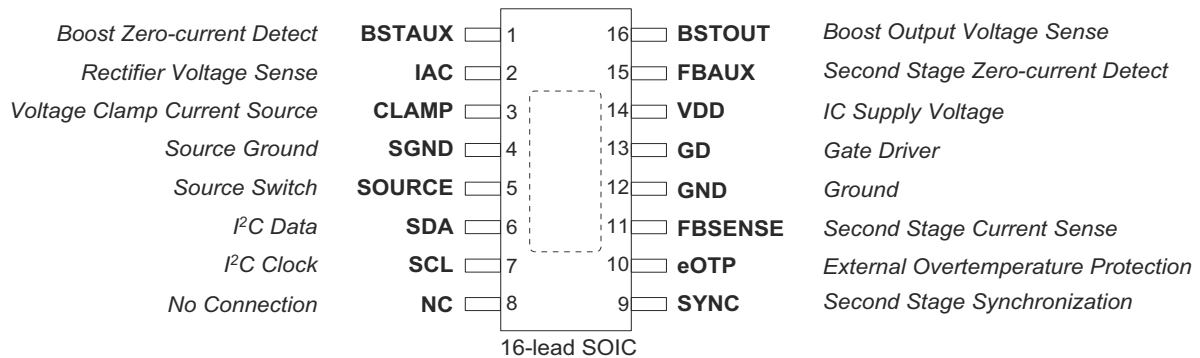 Boost Zero-current Detect BSTAUX 1 16 BSTOUT Boost Output Voltage Sense
Rectifier Voltage Sense IAC 2 15 FBAUX Second Stage Zero-current Detect
Voltage Clamp Current Source CLAMP 3 14 VDD IC Supply Voltage
Source Ground SGND 4 13 GD Gate Driver
Source Switch SOURCE 5 12 GND Ground
I²C Data SDA 6 11 FBSENSE Second Stage Current Sense
I²C Clock SCL 7 10 eOTP External Overtemperature Protection
No Connection NC 8 9 SYNC Second Stage Synchronization
16-lead SOIC